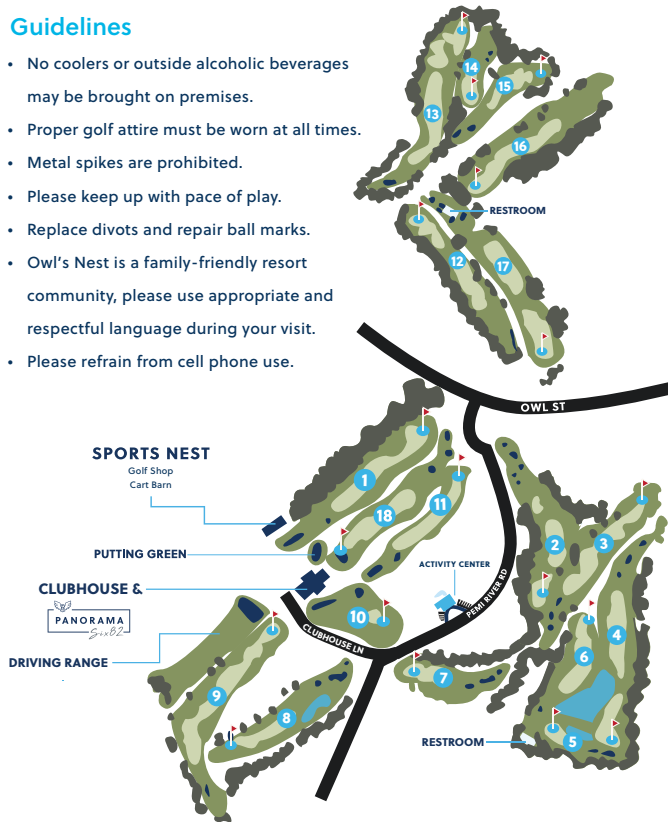 Guidelines
• No coolers or outside alcoholic beverages
may be brought on premises.
• Proper golf attire must be worn at all times.
• Metal spikes are prohibited.
• Please keep up with pace of play.
• Replace divots and repair ball marks.
• Owl's Nest is a family-friendly resort
community, please use appropriate and
respectful language during your visit.
• Please refrain from cell phone use.
14
15
13
16
RESTROOM
12
17
OWL ST
SPORTS NEST
Golf Shop
Cart Barn
1
18
11
2
3
PUTTING GREEN
ACTIVITY CENTER
PEMI RIVER RD
CLUBHOUSE &
PANORAMA
Six82
10
CLUBHOUSE LN
4
6
DRIVING RANGE
7
9
8
RESTROOM
5